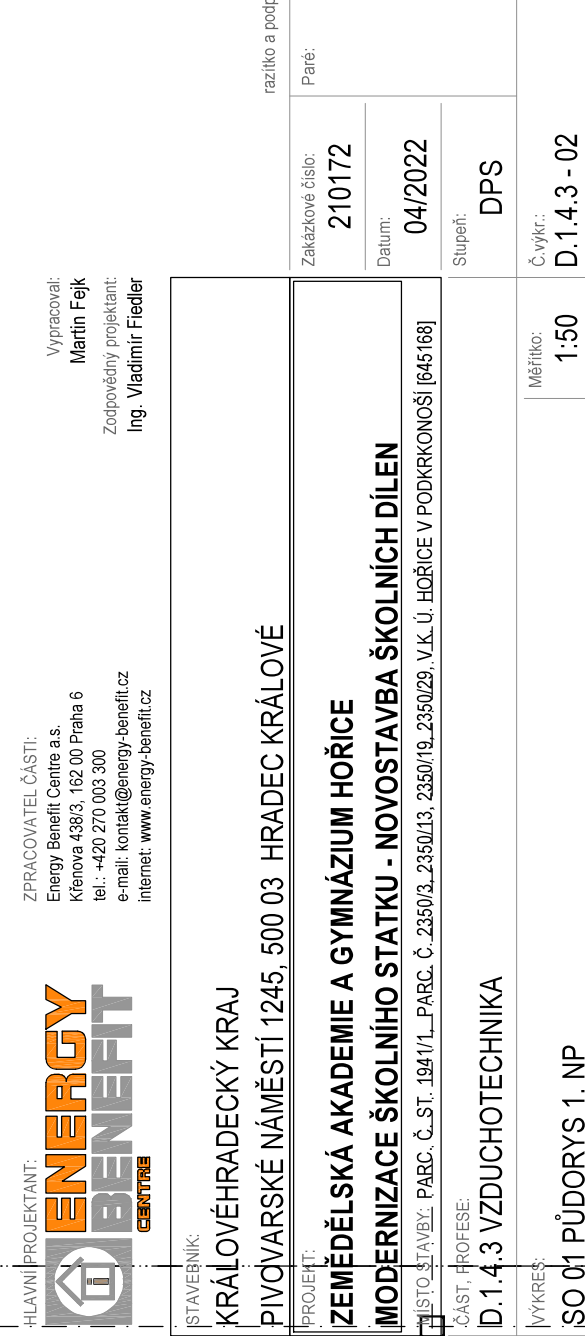 HLAVNÍ PROJEKTANT:
ENERGY
BENEFIT
CENTRE
ZPRACOVATEL ČÁSTI:
Energy Benefit Centre a.s.
Křenova 438/3, 162 00 Praha 6
tel.: +420 270 003 300
e-mail: kontakt@energy-benefit.cz
internet: www.energy-benefit.cz
Vypracoval:
Martin Fejk
Zodpovědný projektant:
Ing. Vladimír Fiedler
razítko a podp
STAVEBNÍK:
KRÁLOVÉHRADECKÝ KRAJ
PIVOVARSKÉ NÁMĚSTÍ 1245, 500 03 HRADEC KRÁLOVÉ
PROJEKT:
ZEMĚDĚLSKÁ AKADEMIE A GYMNÁZIUM HOŘICE
MODERNIZACE ŠKOLNÍHO STATKU - NOVOSTAVBA ŠKOLNÍCH DÍLEN
MÍSTO STAVBY: PARC. Č. ST. 1941/1, PARC. Č. 2350/3, 2350/13, 2350/19, 2350/29, V K. Ú. HOŘICE V PODKRKONOŠÍ [645168]
Zakázkové číslo:
210172
Paré:
Datum:
04/2022
ČÁST, PROFESE:
D.1.4.3 VZDUCHOTECHNIKA
Stupeň:
DPS
VÝKRES:
SO 01 PŮDORYS 1. NP
Měřítko:
1:50
Č.výkr.:
D.1.4.3 - 02